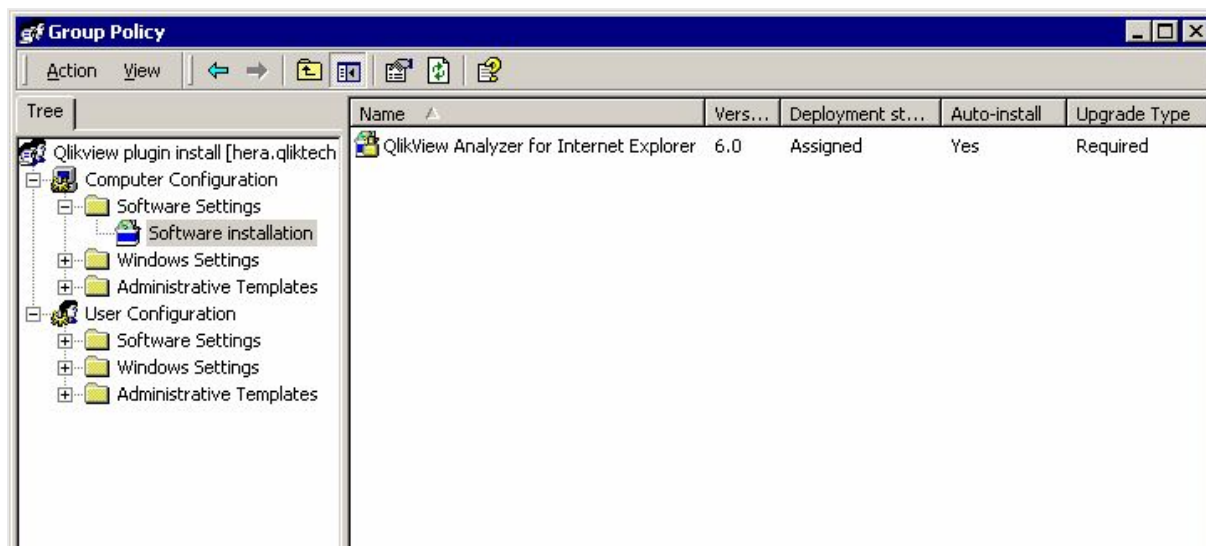 Group Policy
Action View
Tree
Name Vers... Deployment st... Auto-install Upgrade Type
Qlikview plugin install [hera.qliktech
QlikView Analyzer for Internet Explorer 6.0 Assigned Yes Required
Computer Configuration
Software Settings
Software installation
Windows Settings
Administrative Templates
User Configuration
Software Settings
Windows Settings
Administrative Templates